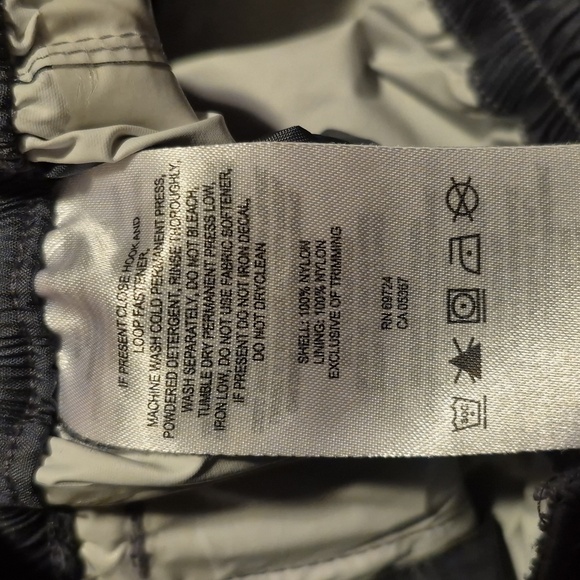 IF PRESENT CLOSE HOOK AND
LOOP FASTENER,
MACHINE WASH COLD PERMANENT PRESS,
POWDERED DETERGENT, RINSE THOROUGHLY,
WASH SEPARATELY, DO NOT BLEACH,
TUMBLE DRY PERMANENT PRESS LOW,
IRON LOW, DO NOT USE FABRIC SOFTENER,
IF PRESENT DO NOT IRON DECAL,
DO NOT DRYCLEAN
SHELL: 100% NYLON
LINING: 100% NYLON
EXCLUSIVE OF TRIMMING
RN 69724
CA 05367